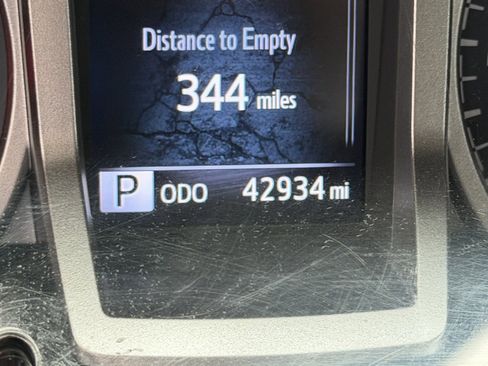 Distance to Empty
344 miles
P ODO 42934 mi